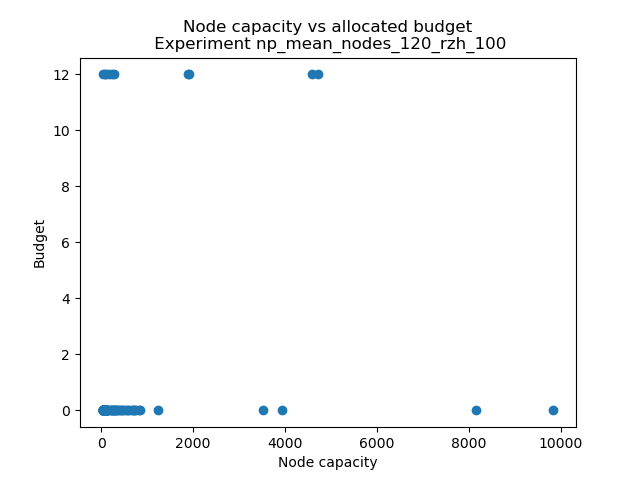 Node capacity vs allocated budget
Experiment np_mean_nodes_120_rzh_100
12
10
8
6
4
2
0
Budget
0 2000 4000 6000 8000 10000
Node capacity